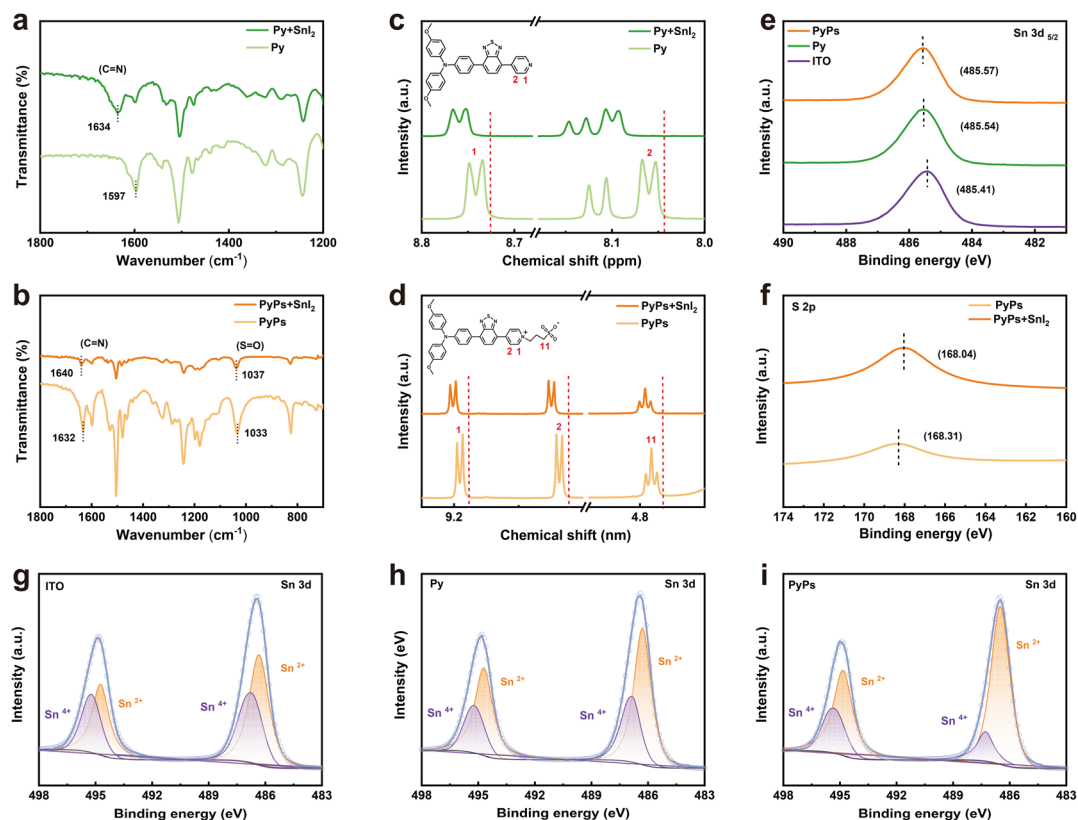 a
Py+SnI2
Py
(C=N)
1634
1597
Transmittance (%)
1800 1600 1400 1200
Wavenumber (cm-1)
b
PyPs+SnI2
PyPs
(C=N)
(S=O)
1640
1037
1632
1033
Transmittance (%)
1800 1600 1400 1200 1000 800
Wavenumber (cm-1)
c
Py+SnI2
Py
O
O
N
N S N
N
2 1
1
2
Intensity (a.u.)
8.8 8.7 8.1 8.0
Chemical shift (ppm)
d
PyPs+SnI2
PyPs
O
O
N
N S N
N+
O O-
S
O
2 1
11
1
2
11
Intensity (a.u.)
9.2 4.8
Chemical shift (nm)
e
PyPs
Py
ITO
Sn 3d 5/2
(485.57)
(485.54)
(485.41)
Intensity (a.u.)
490 488 486 484 482
Binding energy (eV)
f
S 2p
PyPs
PyPs+SnI2
(168.04)
(168.31)
Intensity (a.u.)
174 172 170 168 166 164 162 160
Binding energy (eV)
g
ITO
Sn 3d
Sn 4+
Sn 2+
Sn 4+
Sn 2+
Intensity (a.u.)
498 495 492 489 486 483
Binding energy (eV)
h
Py
Sn 3d
Sn 4+
Sn 2+
Sn 4+
Sn 2+
Intensity (eV)
498 495 492 489 486 483
Binding energy (eV)
i
PyPs
Sn 3d
Sn 4+
Sn 2+
Sn 4+
Sn 2+
Intensity (a.u.)
498 495 492 489 486 483
Binding energy (eV)